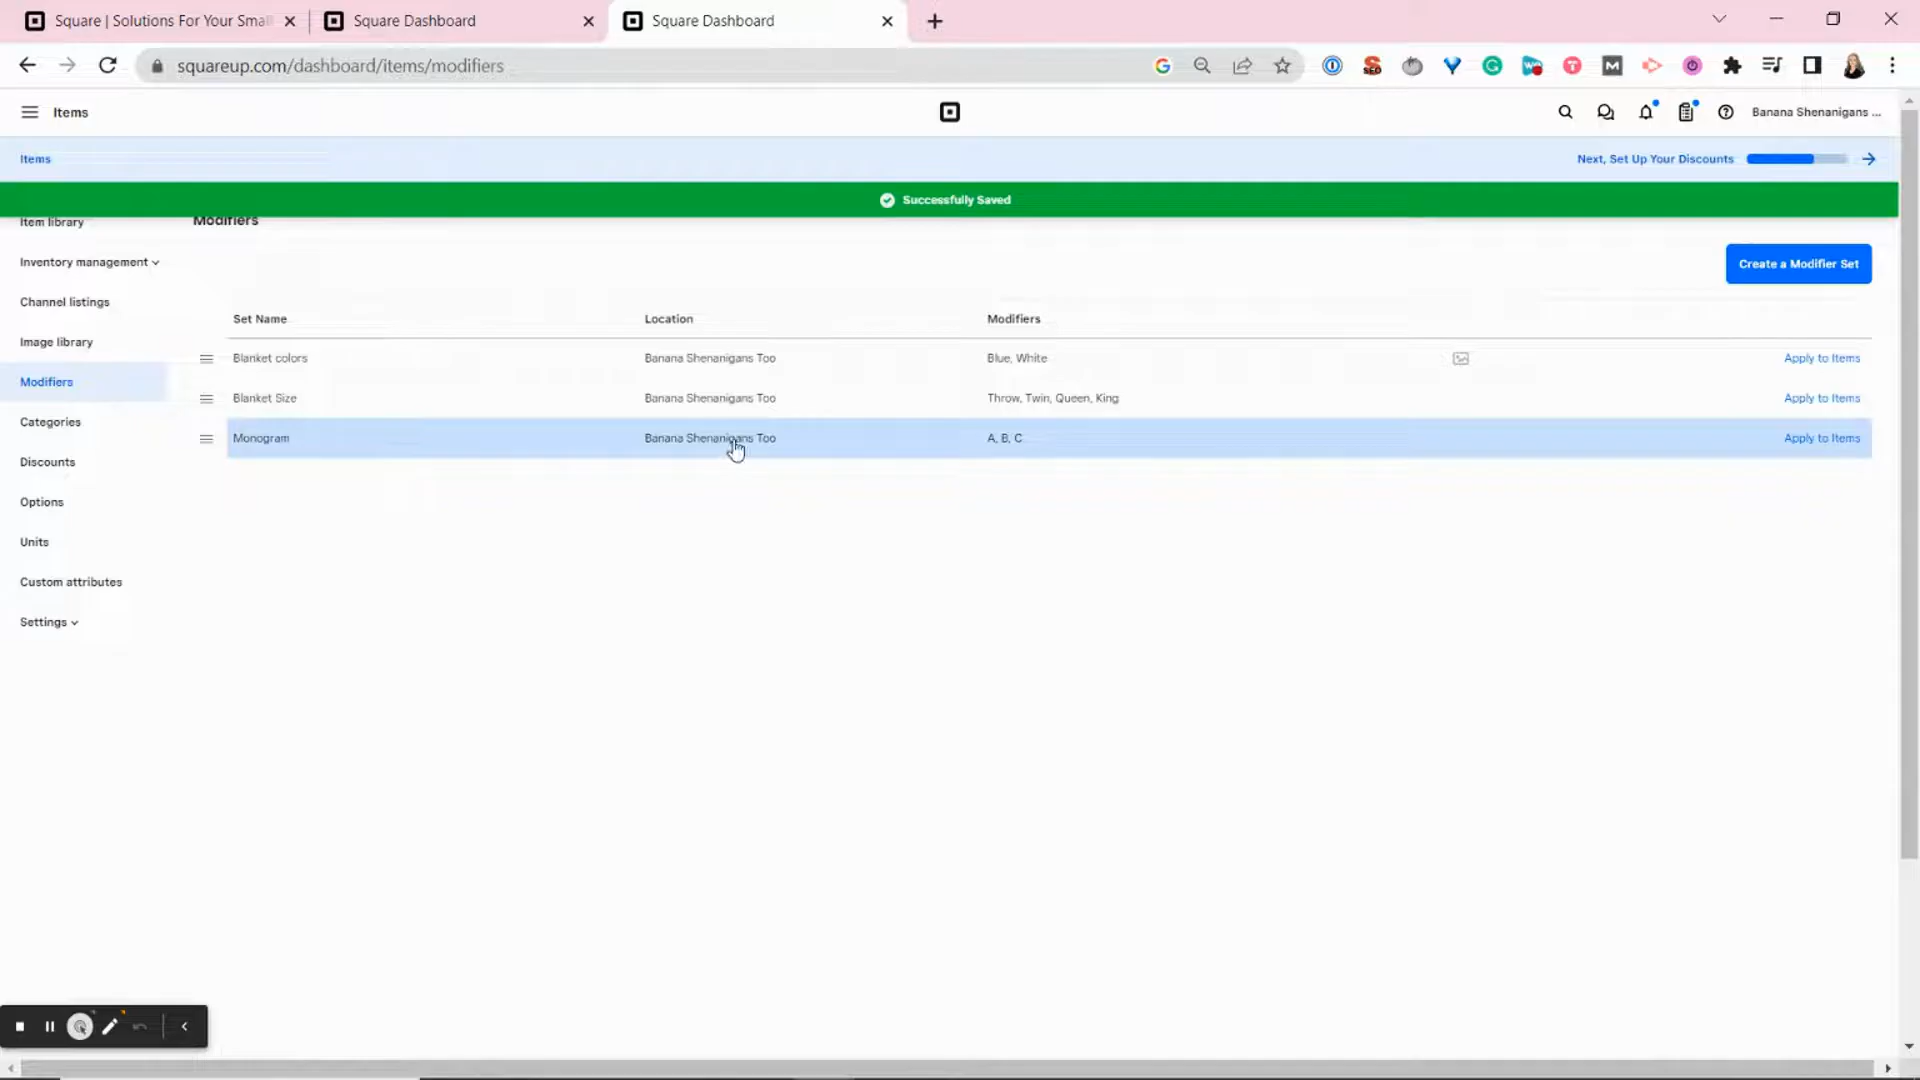 Square | Solutions For Your Smal
Square Dashboard
Square Dashboard
squareup.com/dashboard/items/modifiers
Items
Banana Shenanigans ...
Items
Next, Set Up Your Discounts
Successfully Saved
Item library
Modifiers
Inventory management
Create a Modifier Set
Channel listings
Set Name Location Modifiers
Image library
Blanket colors Banana Shenanigans Too Blue, White Apply to Items
Modifiers
Blanket Size Banana Shenanigans Too Throw, Twin, Queen, King Apply to Items
Categories
Monogram Banana Shenanigans Too A, B, C Apply to Items
Discounts
Options
Units
Custom attributes
Settings